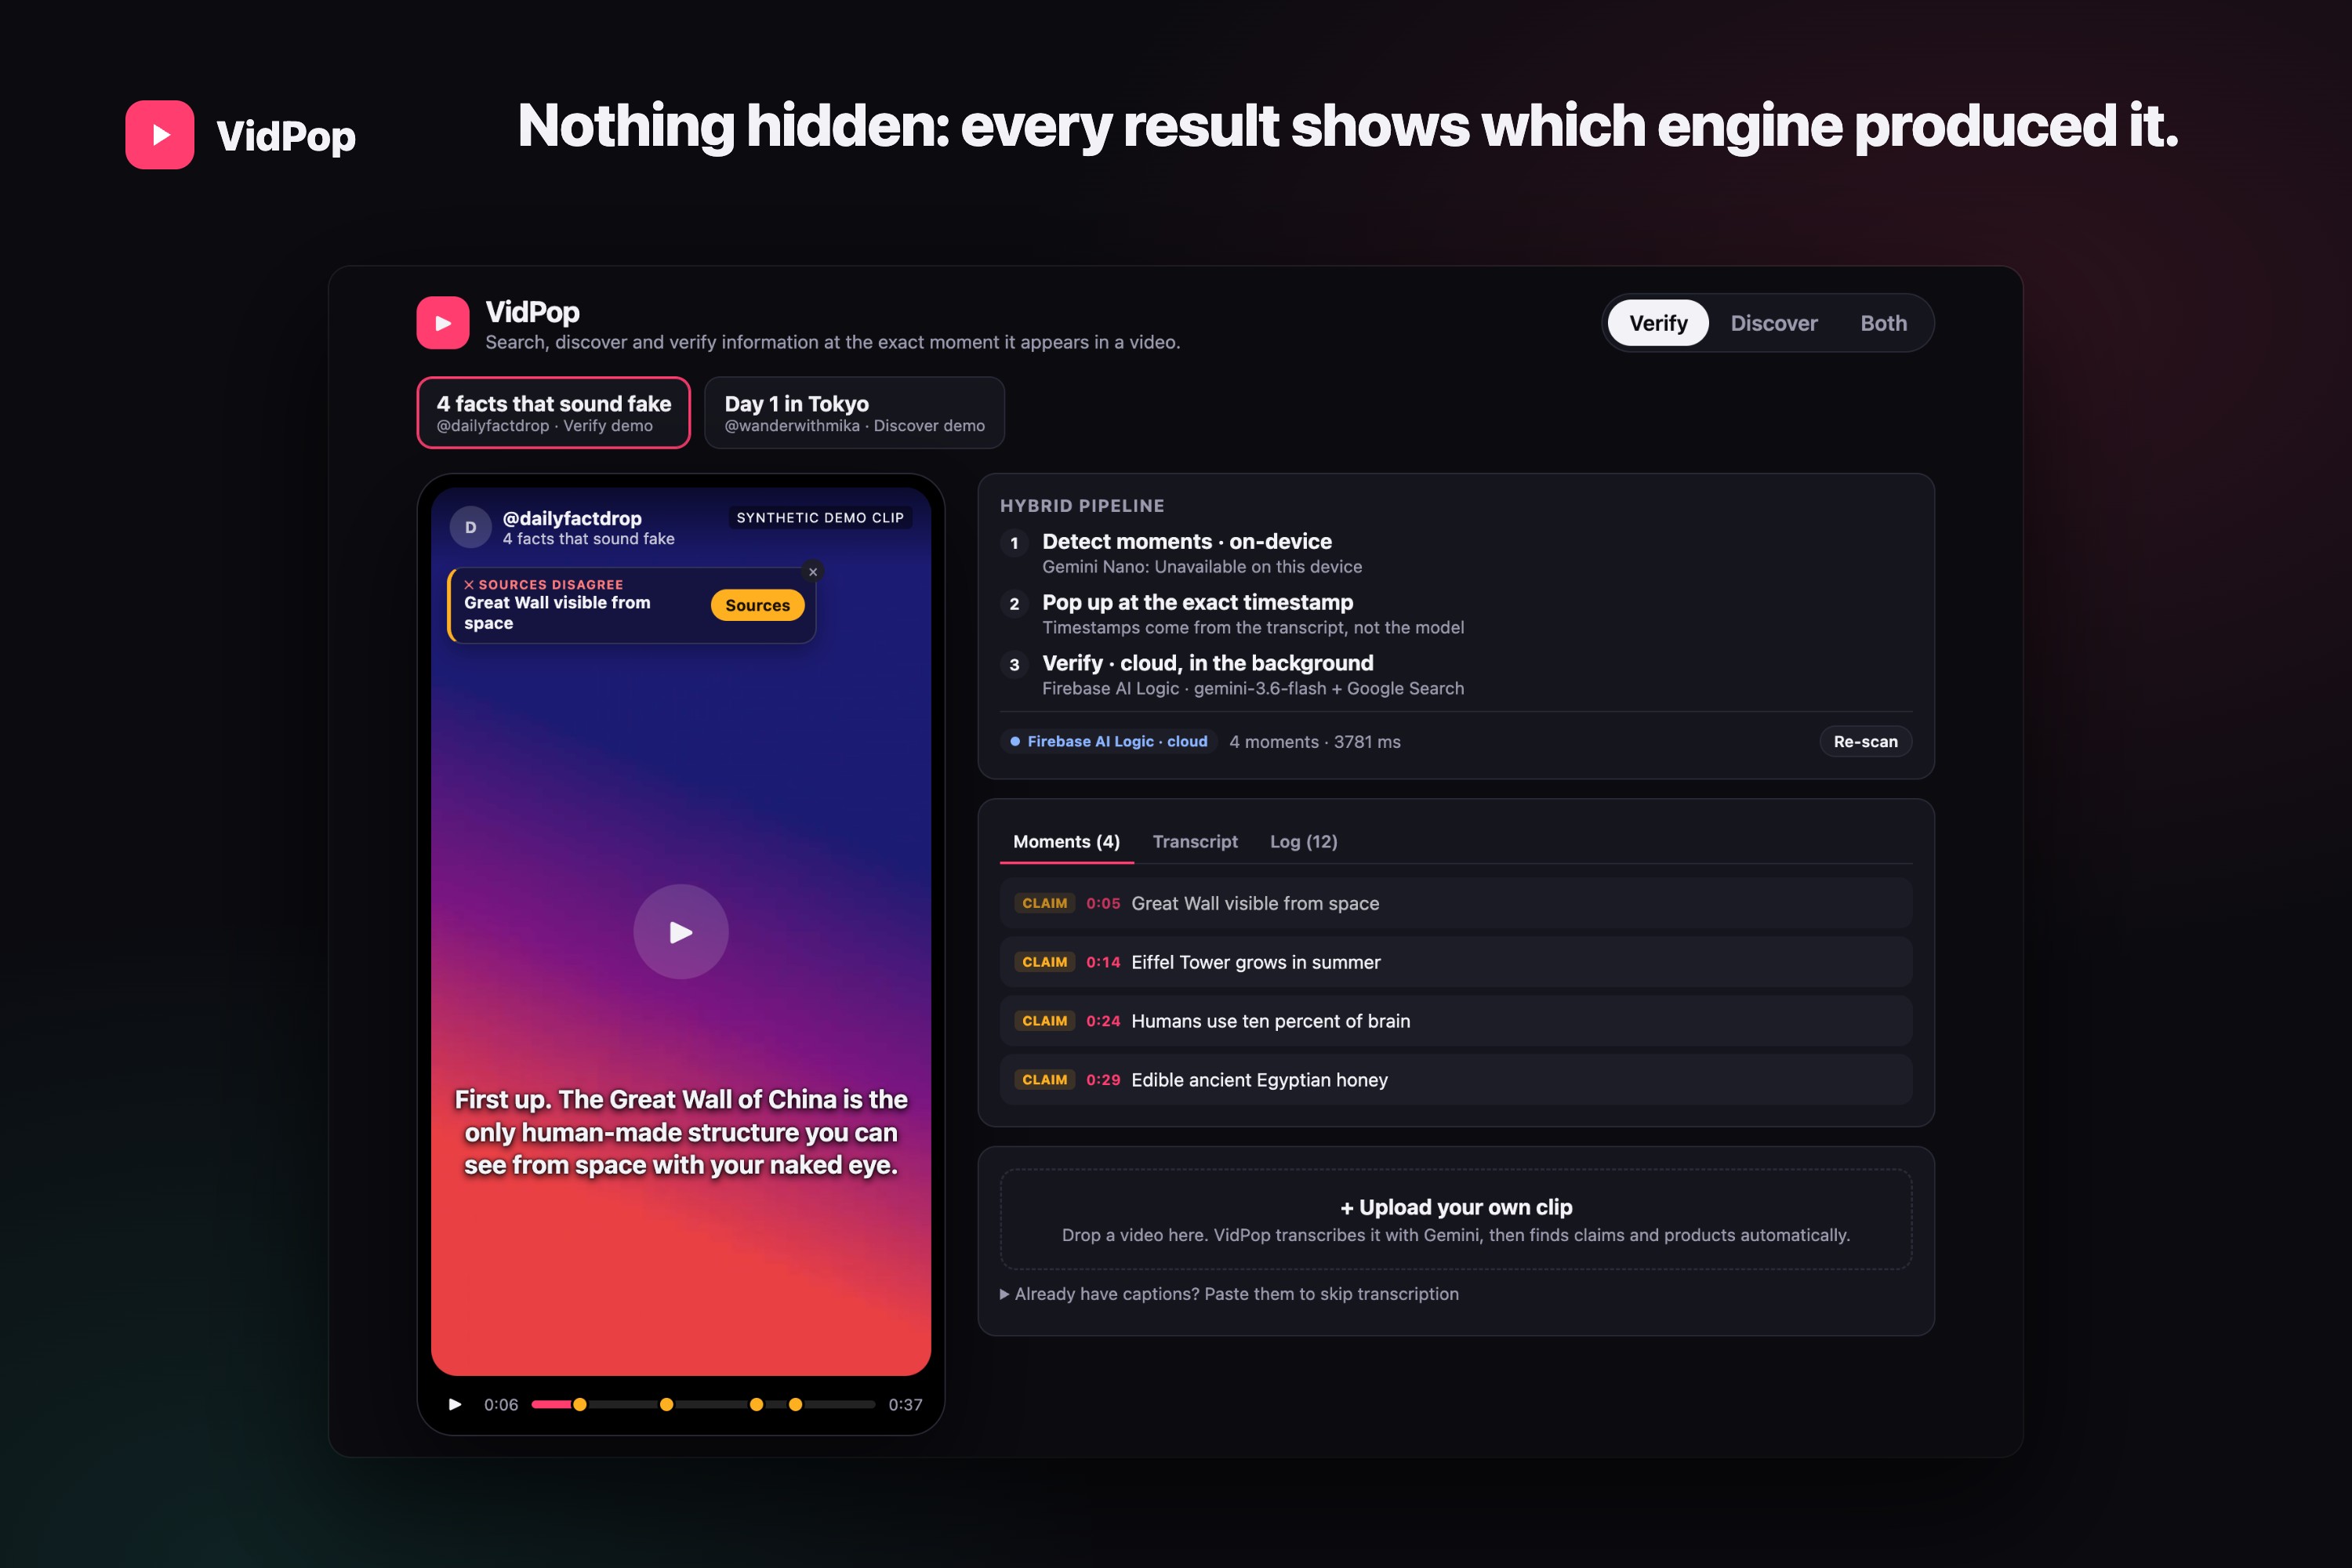 VidPop
Nothing hidden: every result shows which engine produced it.
VidPop
Search, discover and verify information at the exact moment it appears in a video.
Verify
Discover
Both
4 facts that sound fake
@dailyfactdrop · Verify demo
Day 1 in Tokyo
@wanderwithmika · Discover demo
D
@dailyfactdrop
4 facts that sound fake
SYNTHETIC DEMO CLIP
× SOURCES DISAGREE
Great Wall visible from
space
Sources
×
First up. The Great Wall of China is the
only human-made structure you can
see from space with your naked eye.
0:06
0:37
HYBRID PIPELINE
1
Detect moments · on-device
Gemini Nano: Unavailable on this device
2
Pop up at the exact timestamp
Timestamps come from the transcript, not the model
3
Verify · cloud, in the background
Firebase AI Logic · gemini-3.6-flash + Google Search
Firebase AI Logic · cloud
4 moments · 3781 ms
Re-scan
Moments (4)
Transcript
Log (12)
CLAIM 0:05 Great Wall visible from space
CLAIM 0:14 Eiffel Tower grows in summer
CLAIM 0:24 Humans use ten percent of brain
CLAIM 0:29 Edible ancient Egyptian honey
+ Upload your own clip
Drop a video here. VidPop transcribes it with Gemini, then finds claims and products automatically.
Already have captions? Paste them to skip transcription